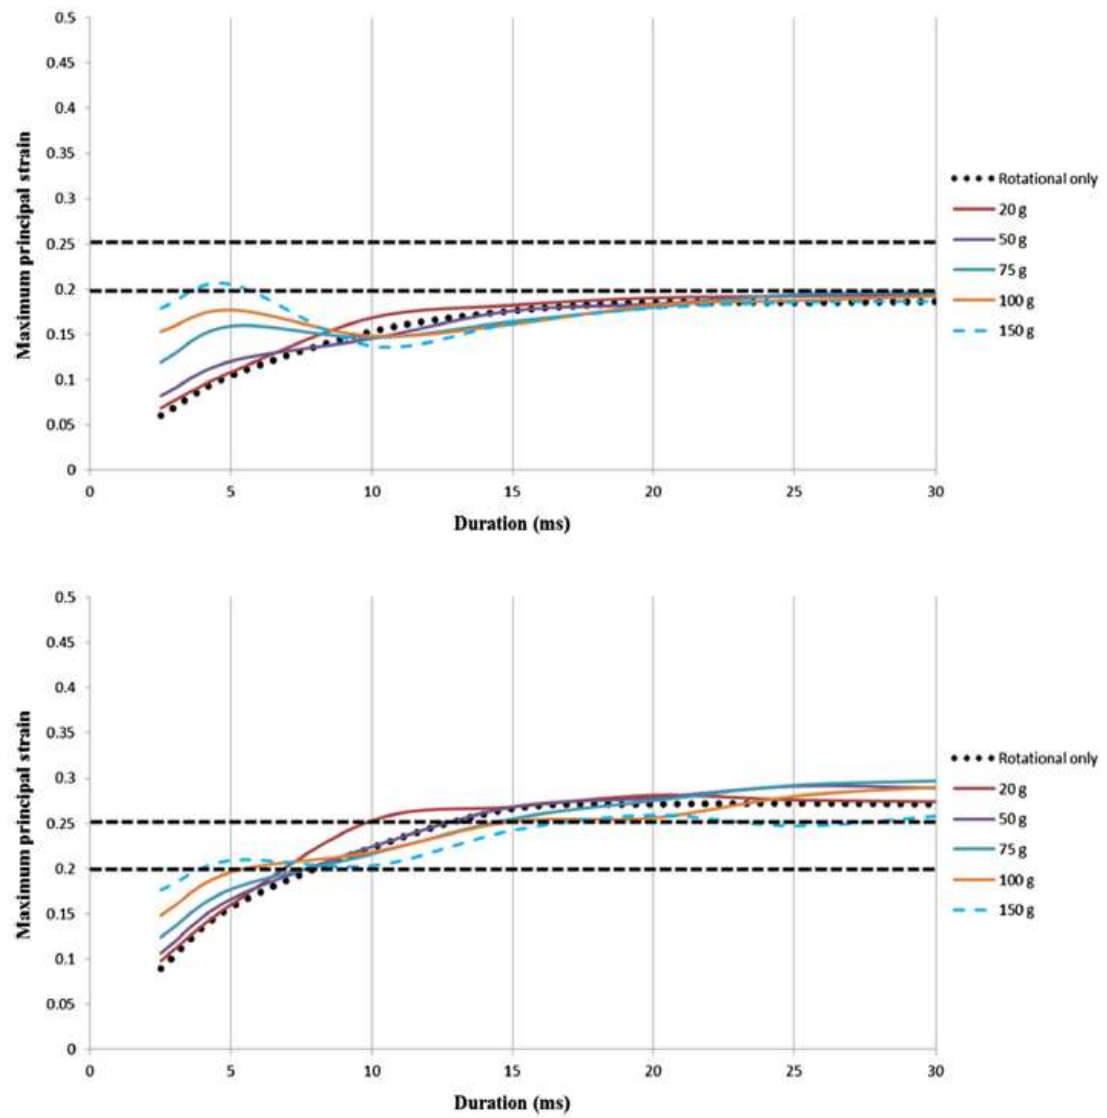 0.5
0.45
0.4
0.35
0.3
0.25
0.2
0.15
0.1
0.05
0
Maximum principal strain
0 5 10 15 20 25 30
Duration (ms)
Rotational only
20 g
50 g
75 g
100 g
150 g
0.5
0.45
0.4
0.35
0.3
0.25
0.2
0.15
0.1
0.05
0
Maximum principal strain
0 5 10 15 20 25 30
Duration (ms)
Rotational only
20 g
50 g
75 g
100 g
150 g